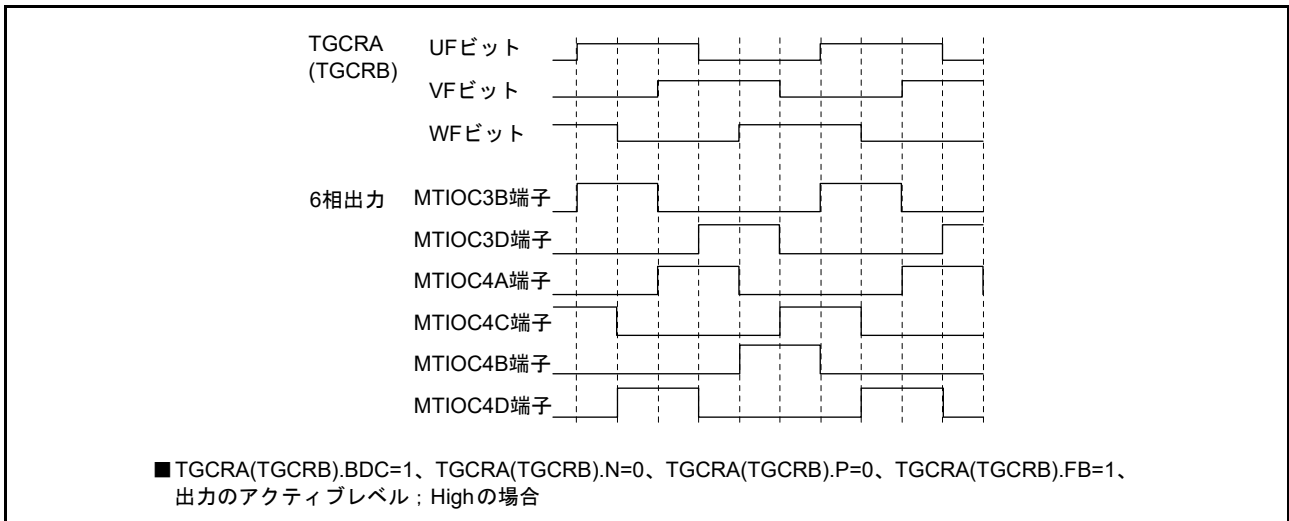 TGCRA
(TGCRB)
UFビット
VFビット
WFビット
6相出力
MTIOC3B端子
MTIOC3D端子
MTIOC4A端子
MTIOC4C端子
MTIOC4B端子
MTIOC4D端子
■TGCRA(TGCRB).BDC=1、TGCRA(TGCRB).N=0、TGCRA(TGCRB).P=0、TGCRA(TGCRB).FB=1、
出力のアクティブレベル；Highの場合